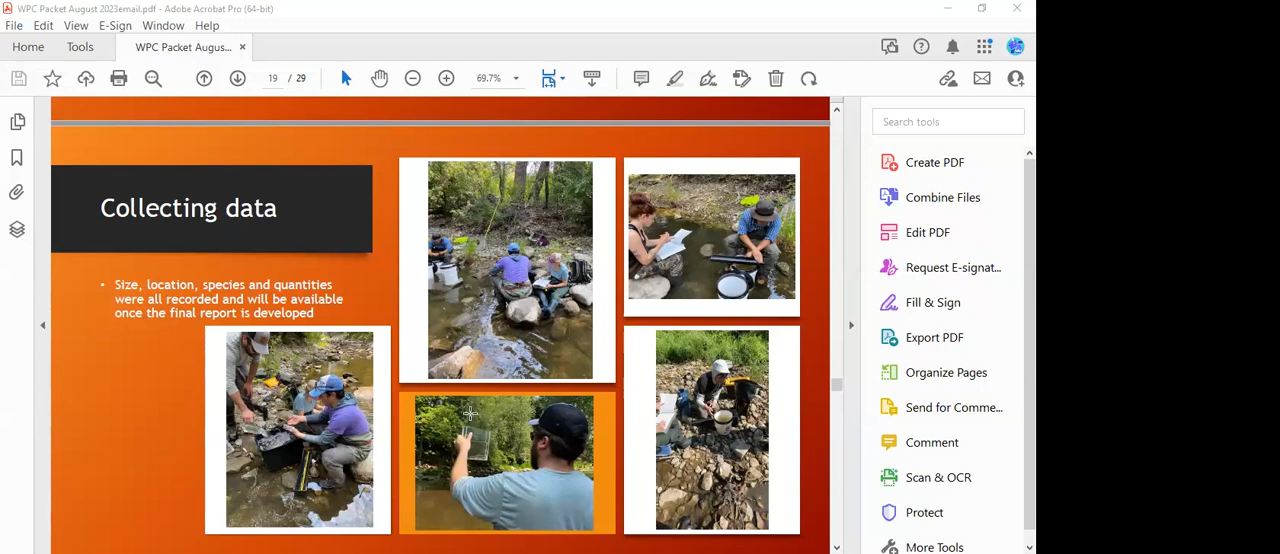 WPC Packet August 2023email.pdf - Adobe Acrobat Pro (64-bit)
File Edit View E-Sign Window Help
Home Tools WPC Packet Augus... ×
19 / 29 69.7%
Collecting data
• Size, location, species and quantities
were all recorded and will be available
once the final report is developed
Search tools
Create PDF
Combine Files
Edit PDF
Request E-signat...
Fill & Sign
Export PDF
Organize Pages
Send for Comme...
Comment
Scan & OCR
Protect
More Tools